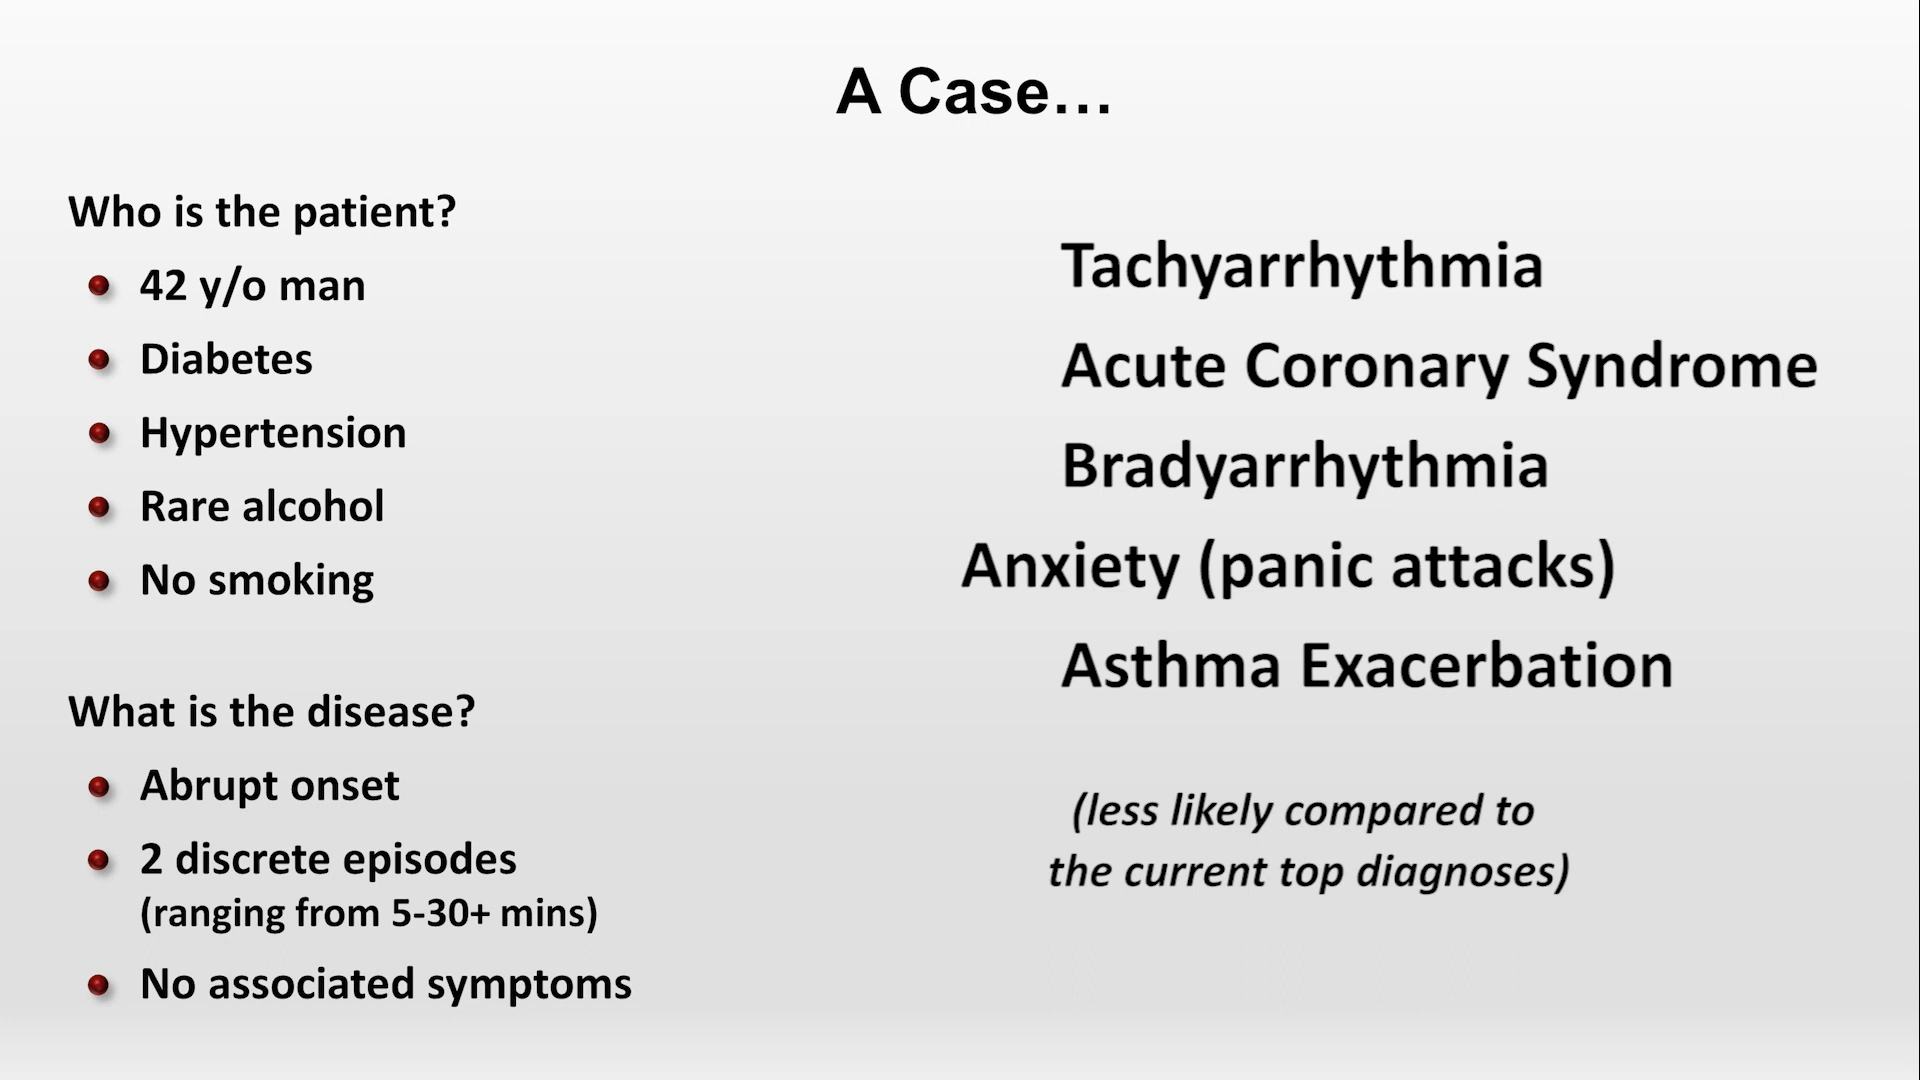 A Case...
Who is the patient?
42 y/o man
Diabetes
Hypertension
Rare alcohol
No smoking
What is the disease?
Abrupt onset
2 discrete episodes
(ranging from 5-30+ mins)
No associated symptoms
Tachyarrhythmia
Acute Coronary Syndrome
Bradyarrhythmia
Anxiety (panic attacks)
Asthma Exacerbation
(less likely compared to
the current top diagnoses)